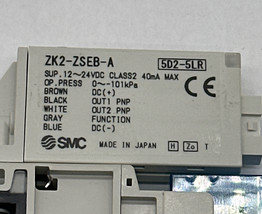 ZK2-ZSEB-A 5D2-5LR
SUP.12~24VDC CLASS2 40mA MAX
OP.PRESS 0~-101kPa
BROWN DC(+)
BLACK OUT1 PNP
WHITE OUT2 PNP
GRAY FUNCTION
BLUE DC(-)
CE
SMC MADE IN JAPAN H Zo T